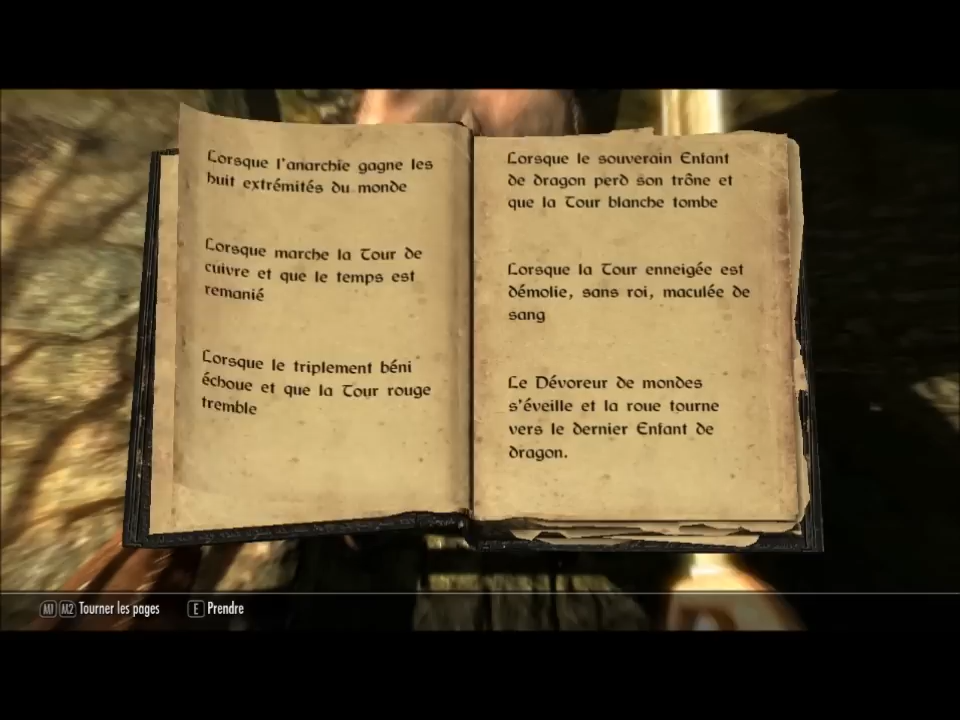 Lorsque l'anarchie gagne les
huit extrémités du monde
Lorsque marche la Tour de
cuivre et que le temps est
remanié
Lorsque le triplement béni
échoue et que la Tour rouge
tremble
Lorsque le souverain Enfant
de dragon perd son trône et
que la Tour blanche tombe
Lorsque la Tour enneigée est
démolie, sans roi, maculée de
sang
Le Dévoreur de mondes
s'éveille et la roue tourne
vers le dernier Enfant de
dragon.
M1 M2 Tourner les pages E Prendre